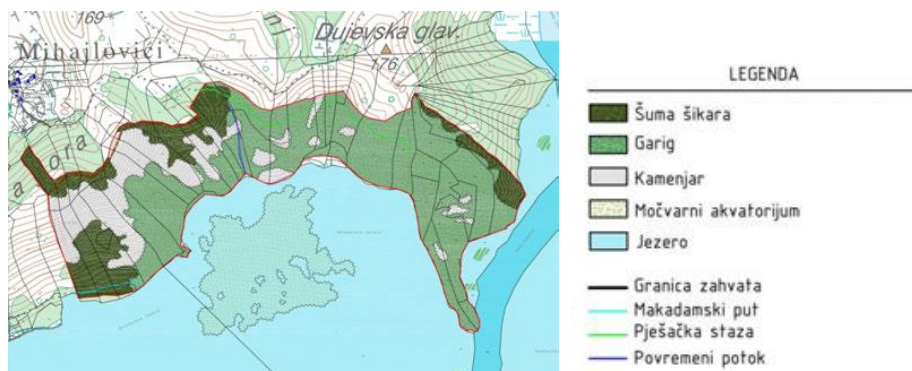 169
Mihajlovići
Dujevska glav.
176
ora
a
LEGENDA
Šuma šikara
Garig
Kamenjar
Močvarni akvatorijum
Jezero
Granica zahvata
Makadamski put
Pješačka staza
Povremeni potok